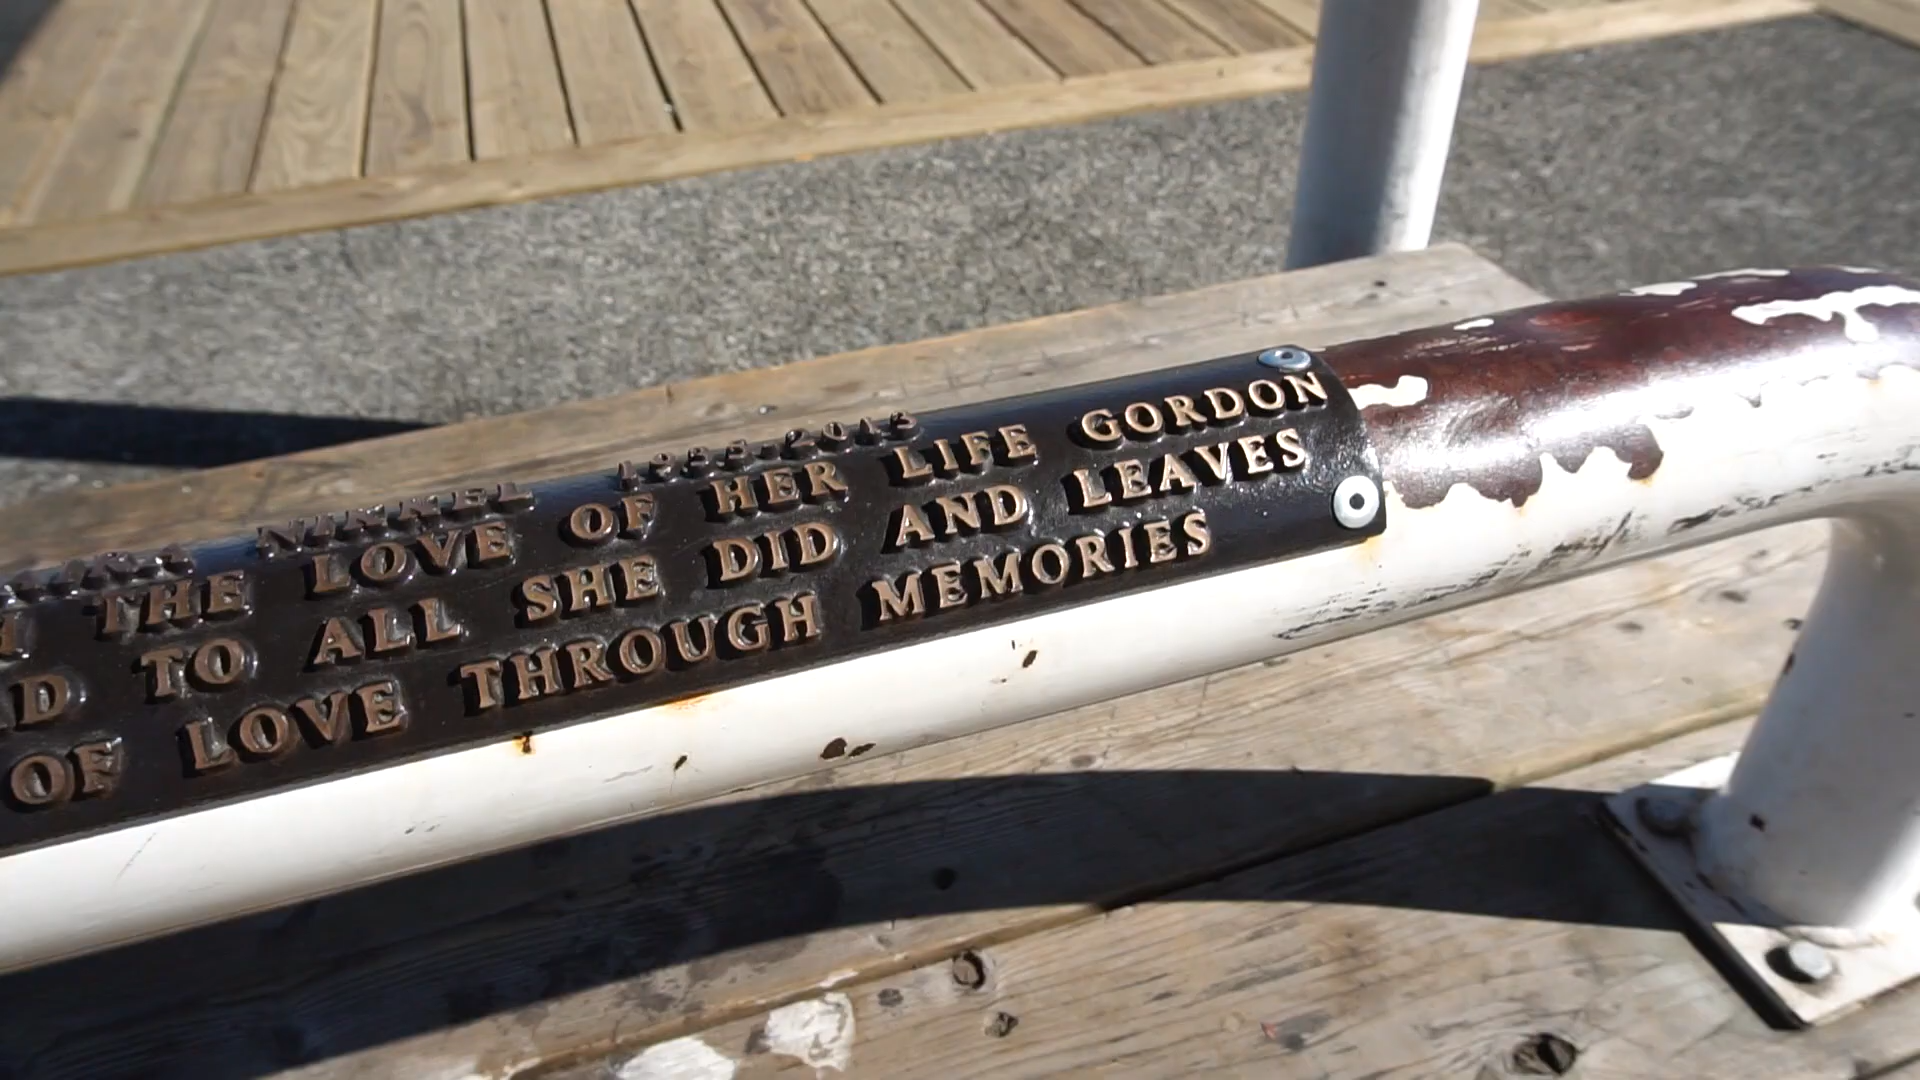 NIKKEL 1955-2013
THE LOVE OF HER LIFE GORDON
TO ALL SHE DID AND LEAVES
OF LOVE THROUGH MEMORIES